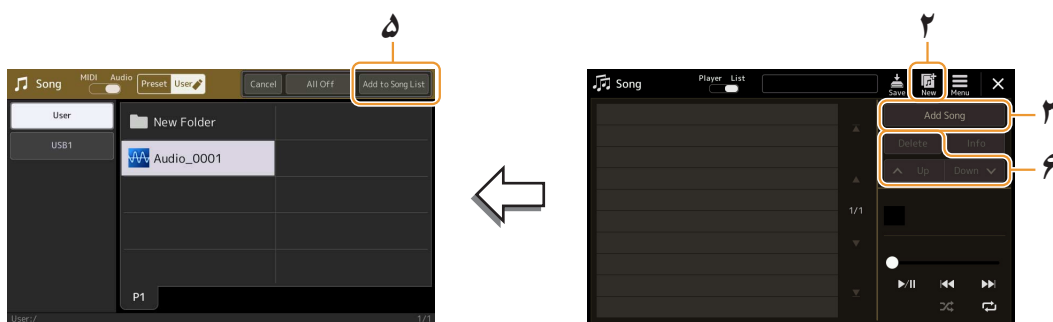 ۲
Song
Player List
Save
New
Menu
Add Song
۳
Delete Info
Up Down
۶
1/1
۵
Song
MIDI Audio
Preset User
Cancel
All Off
Add to Song List
User
USB1
New Folder
Audio_0001
P1
User:/
1/1